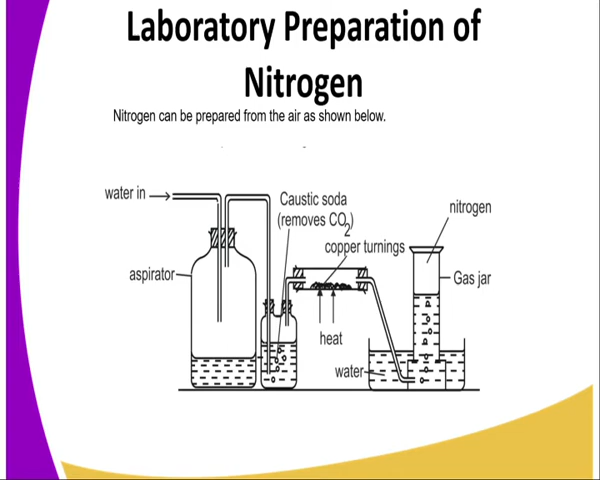 Laboratory Preparation of
Nitrogen
Nitrogen can be prepared from the air as shown below.
water in
Caustic soda
(removes CO2)
nitrogen
copper turnings
aspirator
Gas jar
heat
water